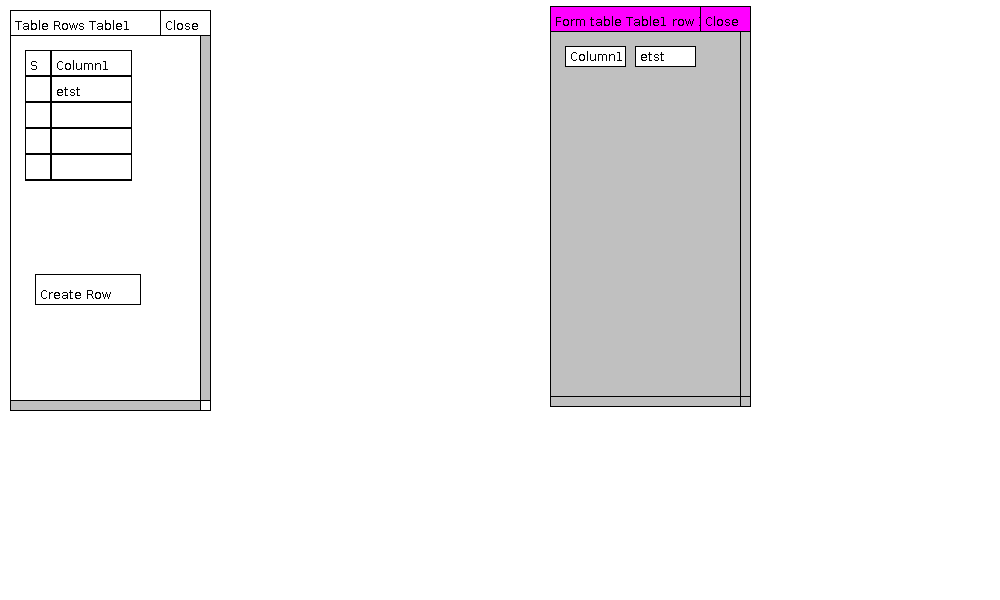 Table Rows Table1 Close
S Column1
etst
Create Row
Form table Table1 row Close
Column1 etst